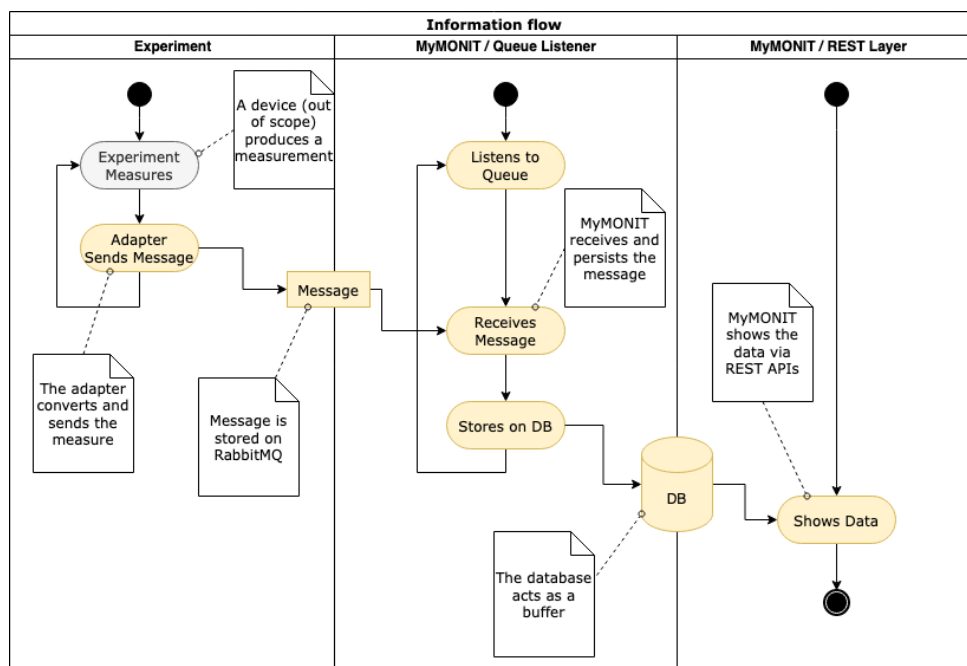 Information flow
Experiment
MyMONIT / Queue Listener
MyMONIT / REST Layer
A device (out
of scope)
produces a
measurement
Experiment
Measures
Listens to
Queue
Adapter
Sends Message
MyMONIT
receives and
persists the
message
Message
Receives
Message
MyMONIT
shows the
data via
REST APIs
The adapter
converts and
sends the
measure
Message is
stored on
RabbitMQ
Stores on DB
DB
Shows Data
The database
acts as a
buffer